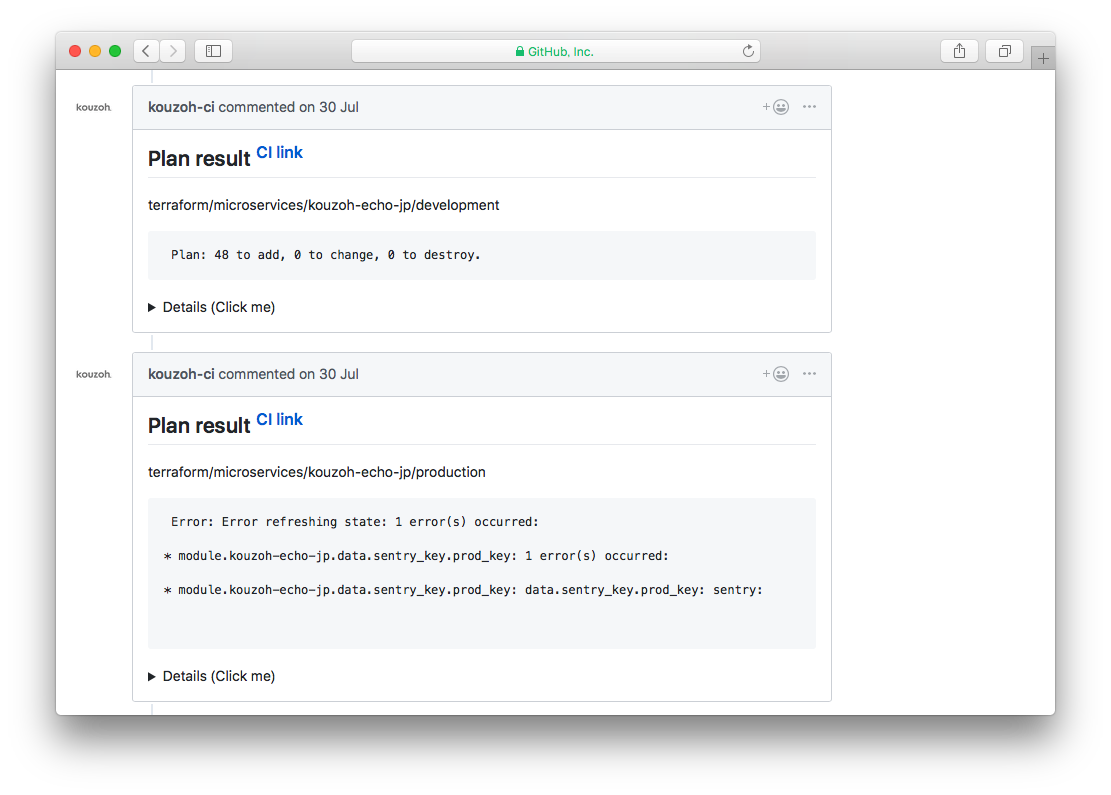 GitHub, Inc.
kouzoh.
kouzoh-ci commented on 30 Jul
Plan result CI link
terraform/microservices/kouzoh-echo-jp/development
Plan: 48 to add, 0 to change, 0 to destroy.
Details (Click me)
kouzoh.
kouzoh-ci commented on 30 Jul
Plan result CI link
terraform/microservices/kouzoh-echo-jp/production
Error: Error refreshing state: 1 error(s) occurred:
* module.kouzoh-echo-jp.data.sentry_key.prod_key: 1 error(s) occurred:
* module.kouzoh-echo-jp.data.sentry_key.prod_key: data.sentry_key.prod_key: sentry:
Details (Click me)